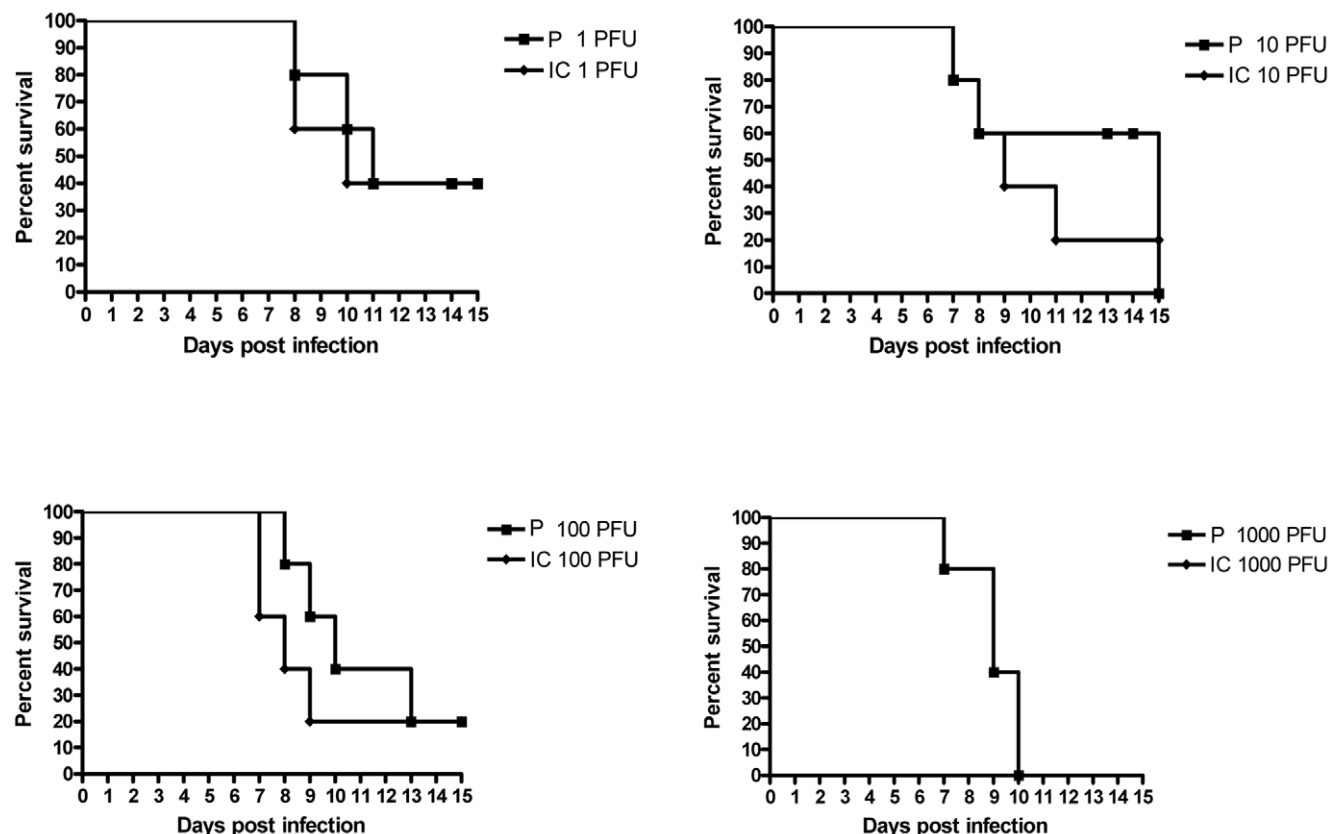 100
90
80
70
60
50
40
30
20
10
0
Percent survival
0 1 2 3 4 5 6 7 8 9 10 11 12 13 14 15
Days post infection
P 1 PFU
IC 1 PFU
100
90
80
70
60
50
40
30
20
10
0
Percent survival
0 1 2 3 4 5 6 7 8 9 10 11 12 13 14 15
Days post infection
P 10 PFU
IC 10 PFU
100
90
80
70
60
50
40
30
20
10
0
Percent survival
0 1 2 3 4 5 6 7 8 9 10 11 12 13 14 15
Days post infection
P 100 PFU
IC 100 PFU
100
90
80
70
60
50
40
30
20
10
0
Percent survival
0 1 2 3 4 5 6 7 8 9 10 11 12 13 14 15
Days post infection
P 1000 PFU
IC 1000 PFU